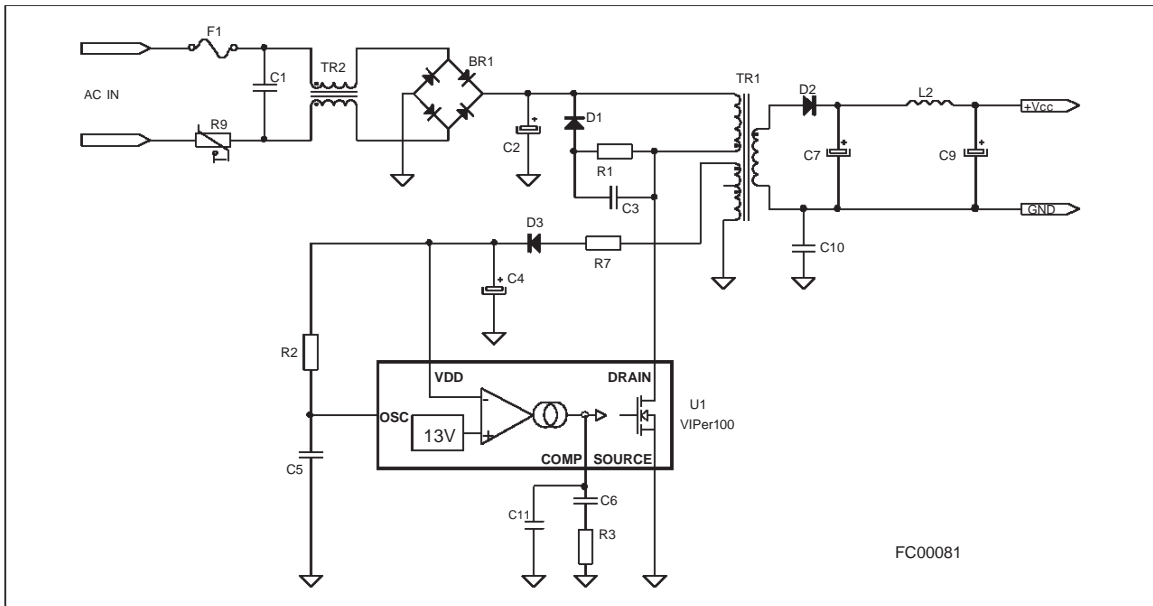 F1
BR1
TR2
C1
TR1
AC IN
D2
L2
+Vcc
D1
R9
C2
C7
C9
R1
T
C3
GND
D3
C10
R7
C4
R2
VDD
DRAIN
U1
OSC
-
VIPer100
13V
+
COMP
SOURCE
C5
C6
C11
R3
FC00081